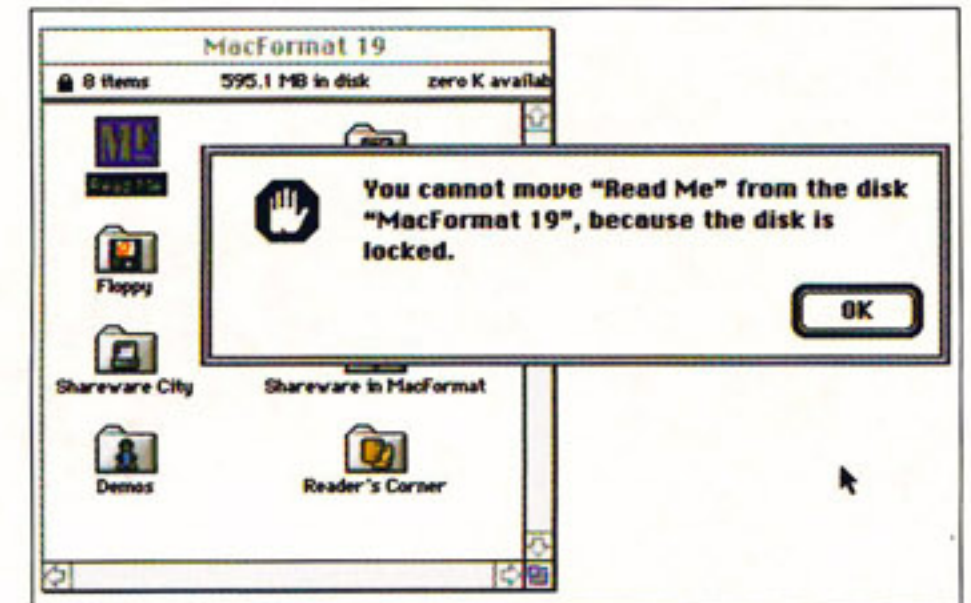 MacFormat 19
8 items 595.1 MB in disk zero K availab
Read Me
You cannot move “Read Me” from the disk
“MacFormat 19”, because the disk is
locked.
OK
Floppy
Shareware City
Shareware in MacFormat
Demos
Reader's Corner